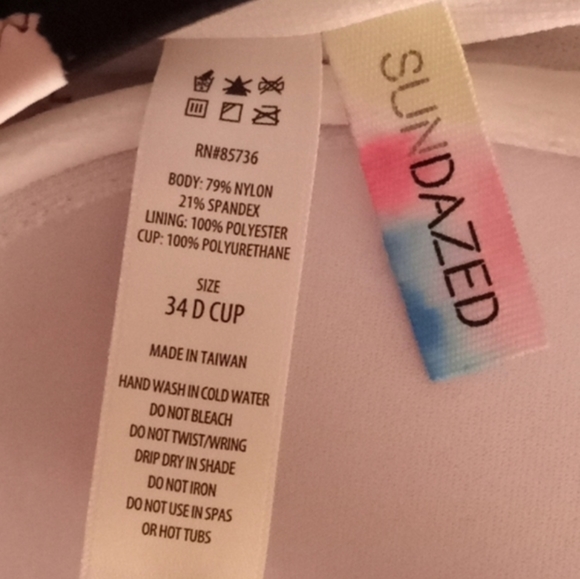 RN#85736
BODY: 79% NYLON
21% SPANDEX
LINING: 100% POLYESTER
CUP: 100% POLYURETHANE
SIZE
34 D CUP
MADE IN TAIWAN
HAND WASH IN COLD WATER
DO NOT BLEACH
DO NOT TWIST/WRING
DRIP DRY IN SHADE
DO NOT IRON
DO NOT USE IN SPAS
OR HOT TUBS
SUNDAZED